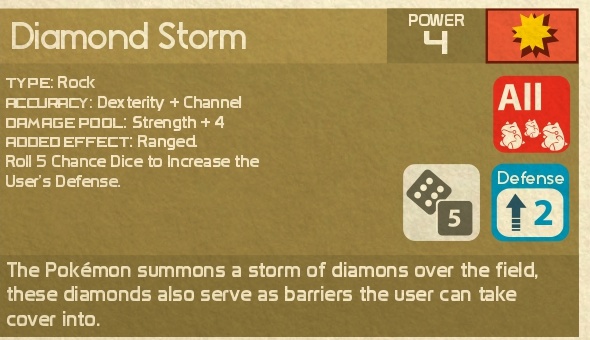 Diamond Storm
POWER
4
TYPE: Rock
ACCURACY: Dexterity + Channel
DAMAGE POOL: Strength + 4
ADDED EFFECT: Ranged.
Roll 5 Chance Dice to Increase the
User's Defense.
All
5
Defense
2
The Pokémon summons a storm of diamons over the field,
these diamonds also serve as barriers the user can take
cover into.